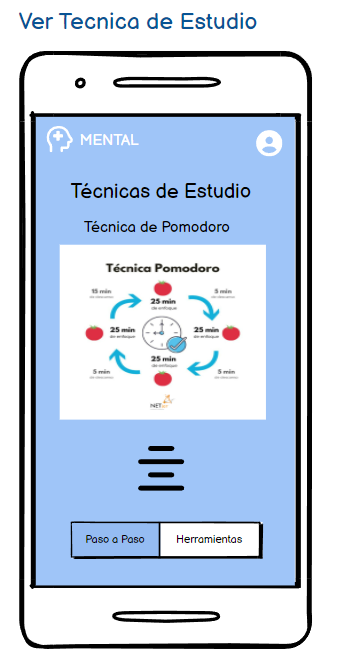 Ver Tecnica de Estudio
MENTAL
Técnicas de Estudio
Técnica de Pomodoro
Técnica Pomodoro
15 min
de descanso
25 min
de enfoque
5 min
de descanso
25 min
de enfoque
25 min
de enfoque
25 min
de enfoque
5 min
de descanso
5 min
de descanso
NET
Paso a Paso
Herramientas